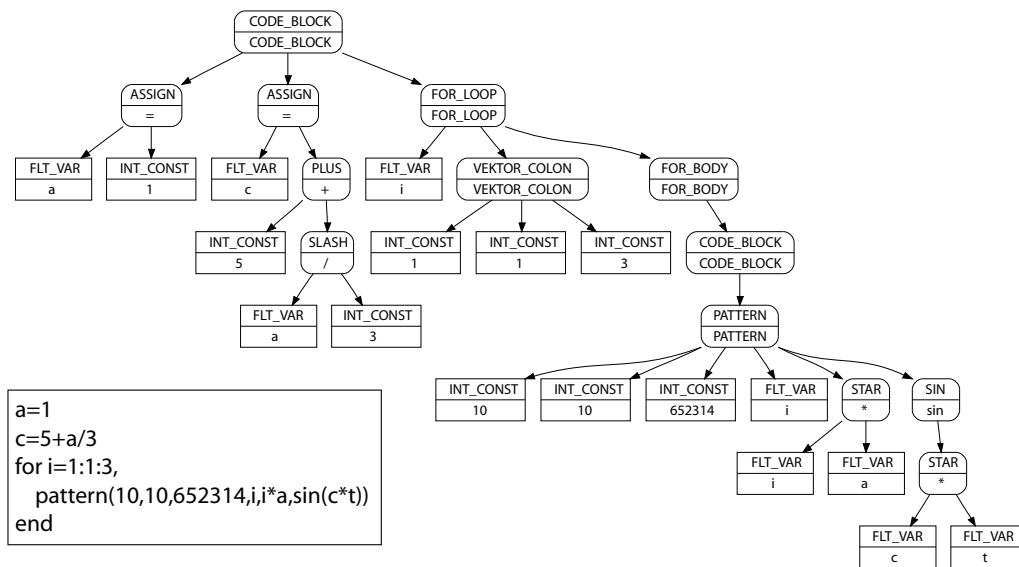 CODE_BLOCK
CODE_BLOCK
ASSIGN
=
ASSIGN
=
FOR_LOOP
FOR_LOOP
FLT_VAR
a
INT_CONST
1
FLT_VAR
c
PLUS
+
FLT_VAR
i
VEKTOR_COLON
VEKTOR_COLON
FOR_BODY
FOR_BODY
INT_CONST
5
SLASH
/
INT_CONST
1
INT_CONST
1
INT_CONST
3
CODE_BLOCK
CODE_BLOCK
FLT_VAR
a
INT_CONST
3
PATTERN
PATTERN
INT_CONST
10
INT_CONST
10
INT_CONST
652314
FLT_VAR
i
STAR
*
SIN
sin
FLT_VAR
i
FLT_VAR
a
STAR
*
FLT_VAR
c
FLT_VAR
t
a=1
c=5+a/3
for i=1:1:3,
pattern(10,10,652314,i,i*a,sin(c*t))
end